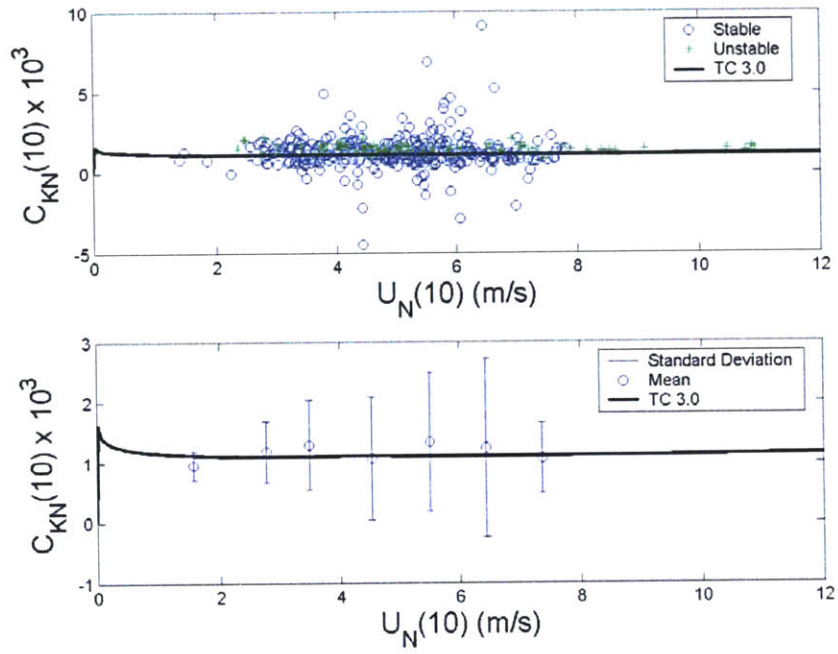 10
5
0
-5
C_KN(10) x 10^3
Stable
Unstable
TC 3.0
0 2 4 6 8 10 12
U_N(10) (m/s)
3
2
1
0
-1
C_KN(10) x 10^3
Standard Deviation
Mean
TC 3.0
0 2 4 6 8 10 12
U_N(10) (m/s)